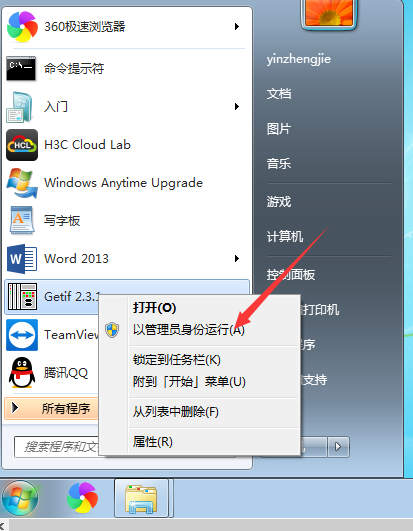 360极速浏览器
命令提示符
入门
H3C Cloud Lab
Windows Anytime Upgrade
写字板
Word 2013
Getif 2.3.1
TeamView
腾讯QQ
所有程序
搜索程序和文
yinzhengjie
文档
图片
音乐
游戏
计算机
控制面板
打印机
程序
支持
打开(O)
以管理员身份运行(A)
锁定到任务栏(K)
附到「开始」菜单(U)
从列表中删除(F)
属性(R)
C:\
HCL